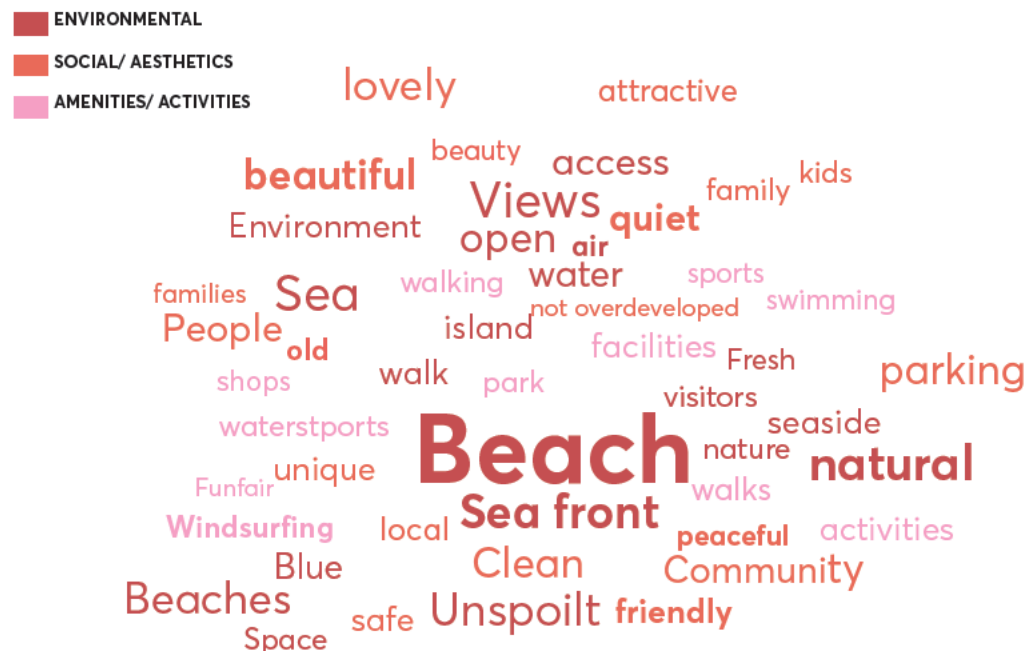 ENVIRONMENTAL
SOCIAL/ AESTHETICS
AMENITIES/ ACTIVITIES
lovely
attractive
beauty
beautiful
access
kids
family
Views
quiet
Environment
open
air
walking
water
sports
families
Sea
not overdeveloped
swimming
People
island
old
facilities
Fresh
shops
walk
park
parking
visitors
waterstports
Beach
seaside
nature
unique
natural
Funfair
walks
Windsurfing
local
Sea front
peaceful
activities
Blue
Clean
Community
Beaches
safe
Unspoilt
friendly
Space